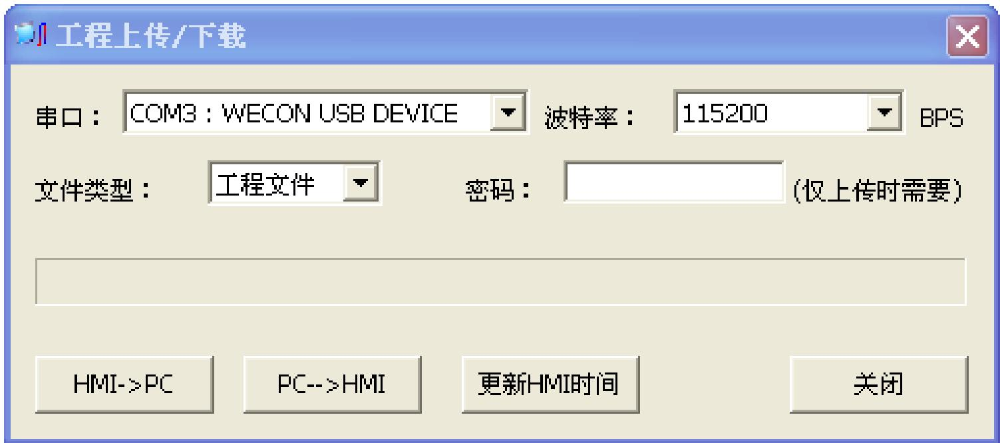 工程上传/下载
串口： COM3：WECON USB DEVICE 波特率： 115200 BPS
文件类型： 工程文件 密码： (仅上传时需要)
HMI->PC PC-->HMI 更新HMI时间 关闭